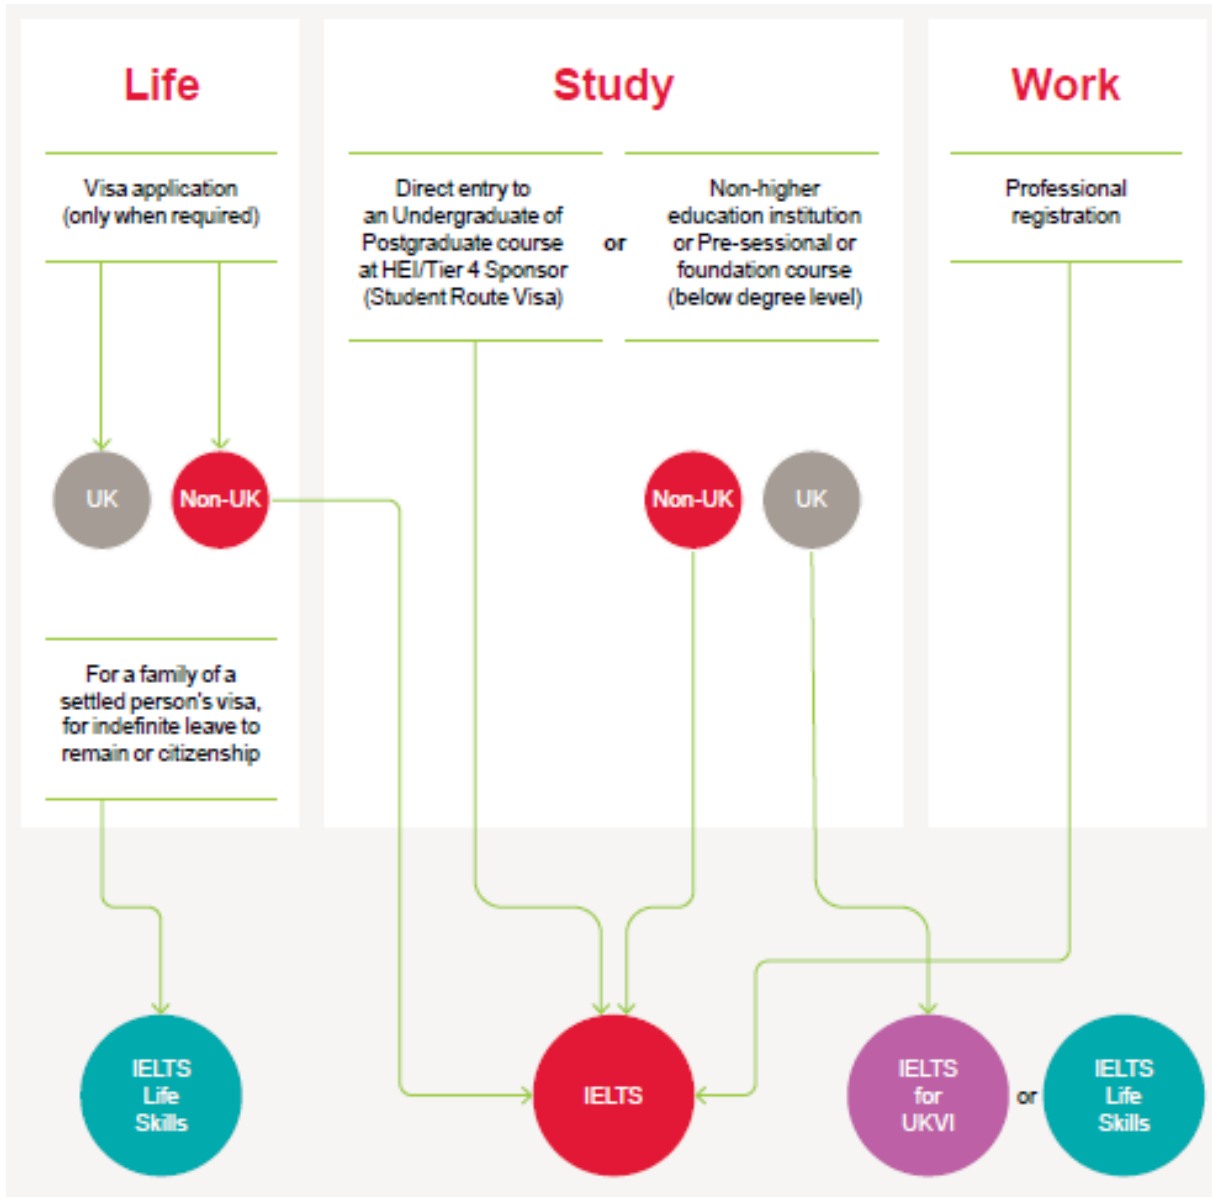 Life
Study
Work
Visa application
(only when required)
Direct entry to
an Undergraduate of
Postgraduate course
at HEI/Tier 4 Sponsor
(Student Route Visa)
or
Non-higher
education institution
or Pre-sessional or
foundation course
(below degree level)
Professional
registration
UK
Non-UK
Non-UK
UK
For a family of a
settled person's visa,
for indefinite leave to
remain or citizenship
IELTS
Life
Skills
IELTS
IELTS
for
UKVI
or
IELTS
Life
Skills